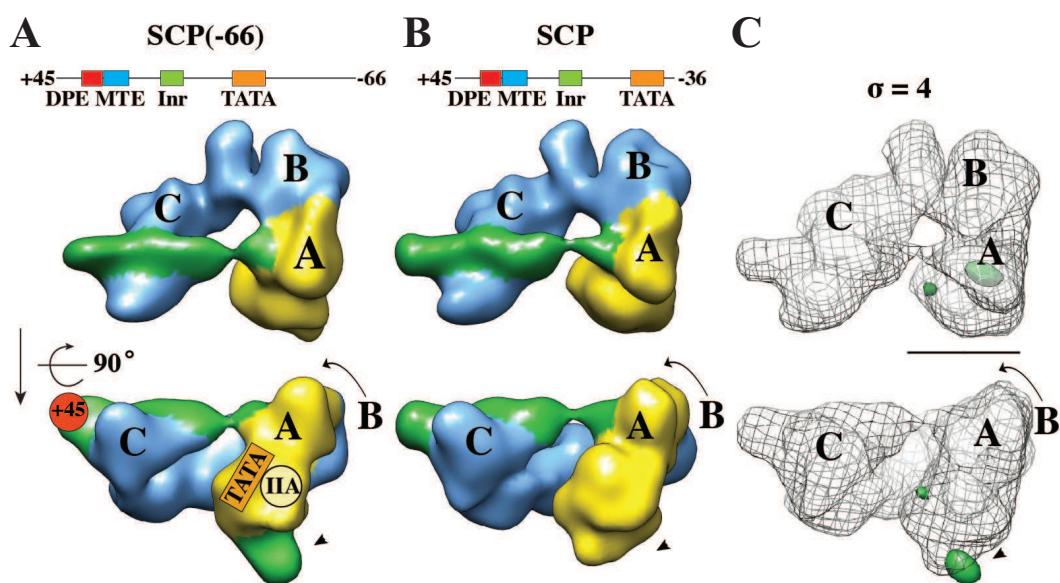 A
SCP(-66)
+45
-66
DPE MTE Inr TATA
B
C
A
90°
+45
C
A
B
TATA
IIA
B
SCP
+45
-36
DPE MTE Inr TATA
B
C
A
C
A
B
C
σ = 4
B
C
A
C
A
B